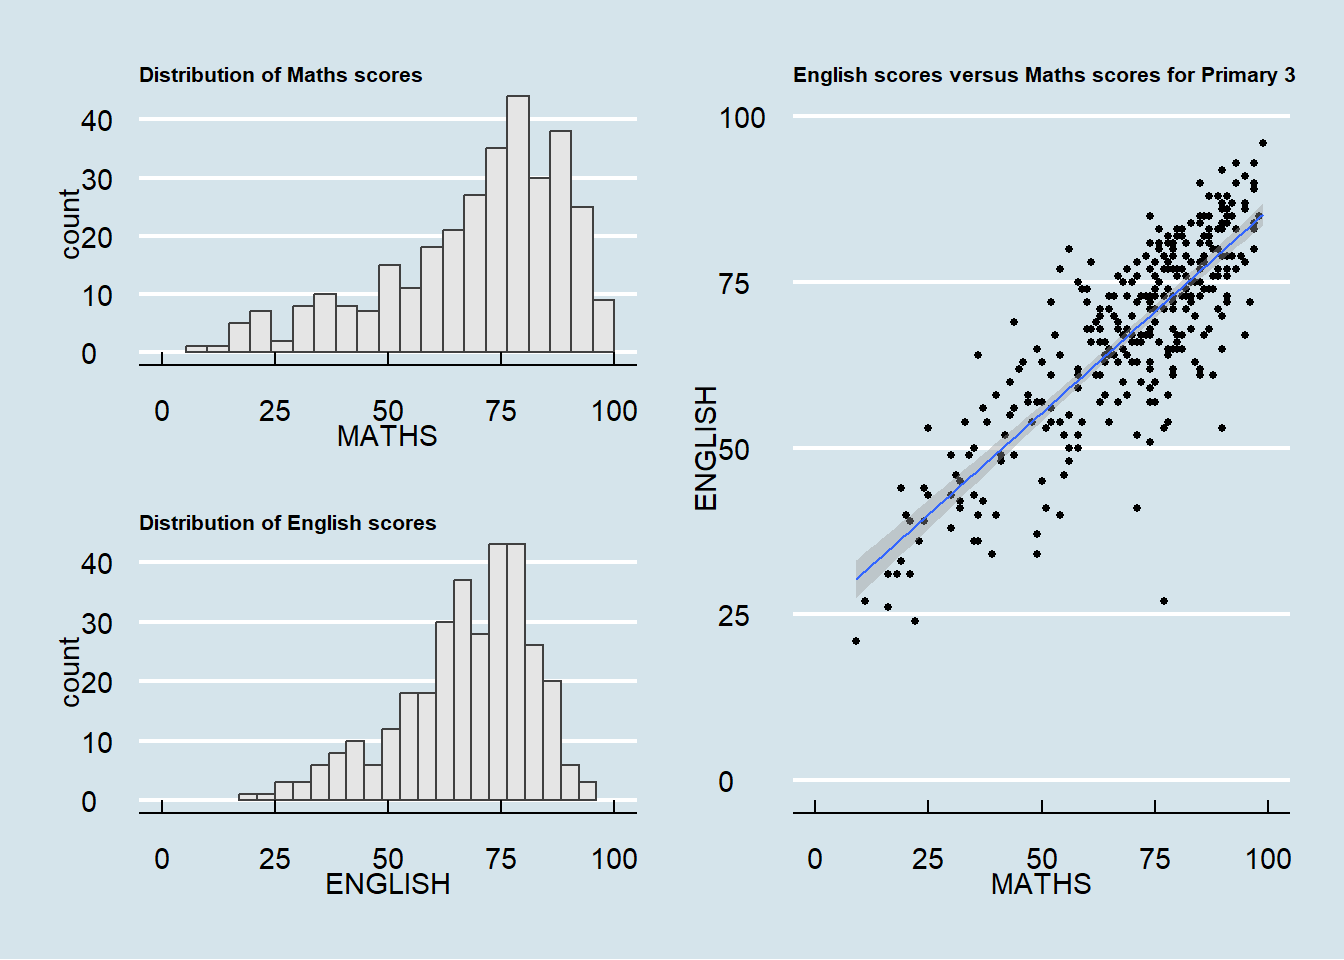 Distribution of Maths scores
40
30
20
10
0
count
0 25 50 75 100
MATHS
Distribution of English scores
40
30
20
10
0
count
0 25 50 75 100
ENGLISH
English scores versus Maths scores for Primary 3
100
75
50
25
0
ENGLISH
0 25 50 75 100
MATHS